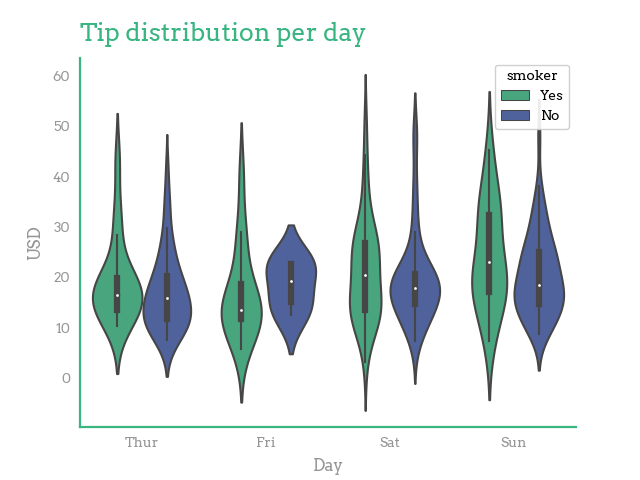 Tip distribution per day
smoker
Yes
No
60
50
40
30
20
10
0
USD
Thur Fri Sat Sun
Day